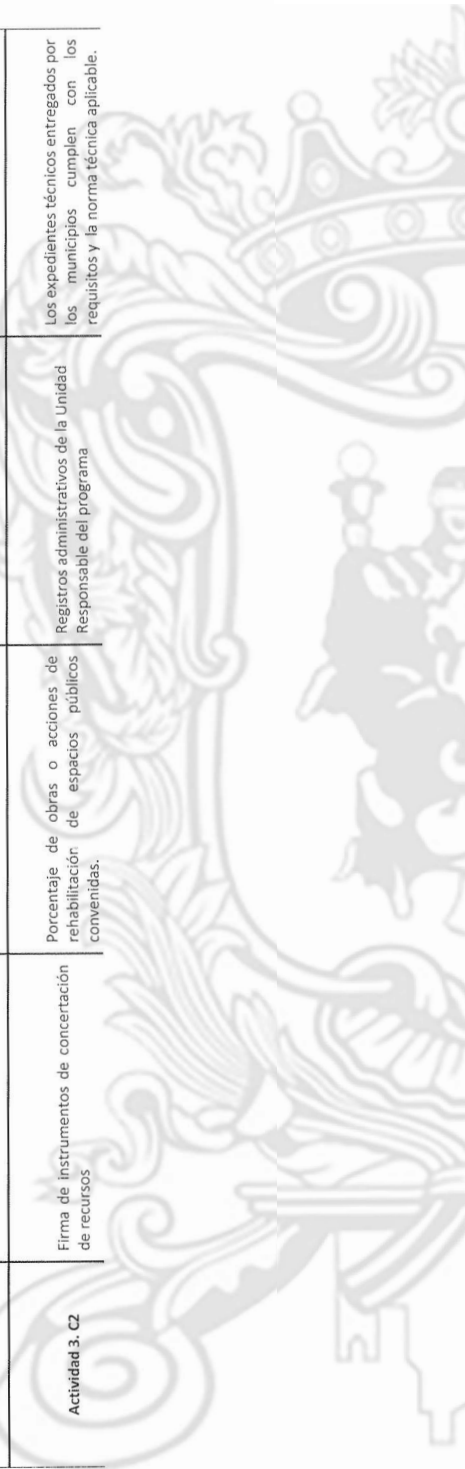 Actividad 3. C2
Firma de instrumentos de concertación
de recursos
Porcentaje de obras o acciones de
rehabilitación de espacios públicos
convenidas.
Registros administrativos de la Unidad
Responsable del programa
Los expedientes técnicos entregados por
los municipios cumplen con los
requisitos y la norma técnica aplicable.